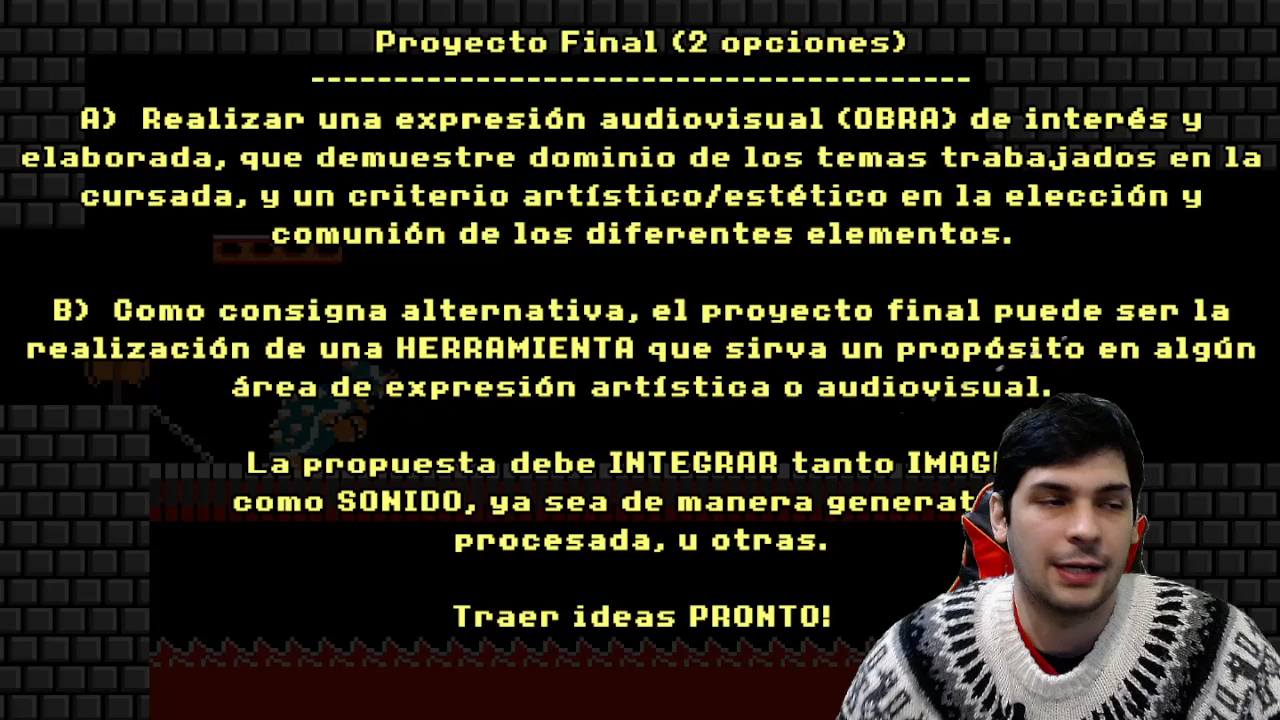 Proyecto Final (2 opciones)
----------------------------------------
A) Realizar una expresión audiovisual (OBRA) de interés y
elaborada, que demuestre dominio de los temas trabajados en la
cursada, y un criterio artístico/estético en la elección y
comunión de los diferentes elementos.
B) Como consigna alternativa, el proyecto final puede ser la
realización de una HERRAMIENTA que sirva un propósito en algún
área de expresión artística o audiovisual.
La propuesta debe INTEGRAR tanto
como SONIDO, ya sea de manera
procesada, u otras.
Traer ideas PRONTO!